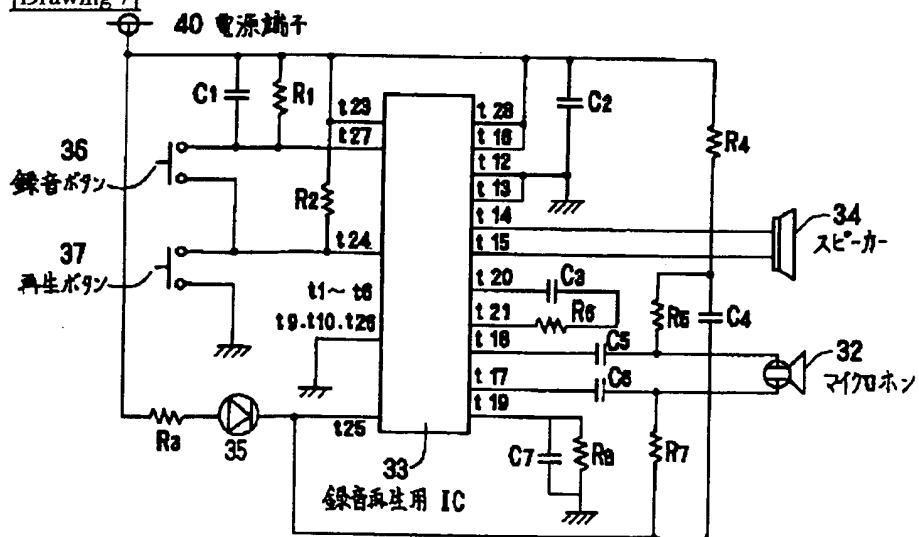 [Drawing 7]
40 電源端子
C1
R1
t23
t27
36
録音ボタン
R2
37
再生ボタン
t24
t1~t6
t9.t10.t26
R3
35
t25
33
録音再生用 IC
t28
t16
t12
t13
t14
t15
t20
t21
t18
t17
t19
C2
R4
34
スピーカー
C3
R6
R5
C4
C5
C6
32
マイクロホン
C7
R8
R7